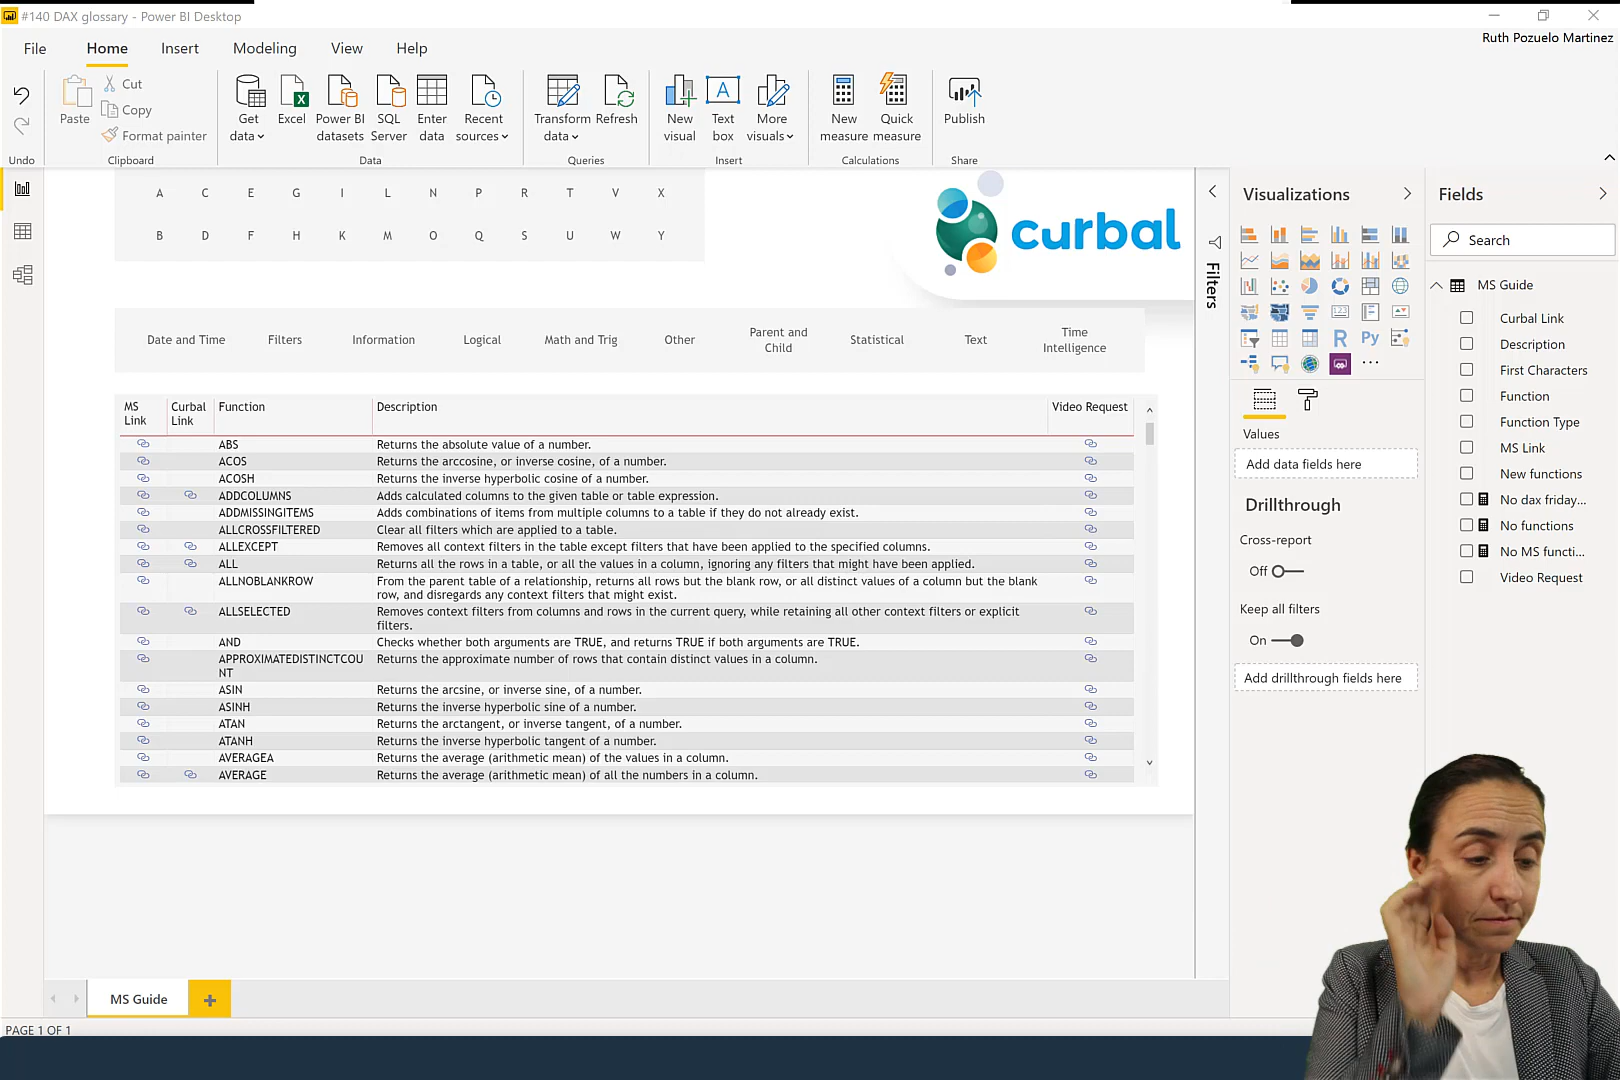 #140 DAX glossary - Power BI Desktop
Ruth Pozuelo Martinez
File Home Insert Modeling View Help
Paste
Cut
Copy
Format painter
Get data
Excel
Power BI datasets
SQL Server
Enter data
Recent sources
Transform data
Refresh
New visual
Text box
More visuals
New measure
Quick measure
Publish
Undo
Clipboard
Data
Queries
Insert
Calculations
Share
A C E G I L N P R T V X
B D F H K M O Q S U W Y
curbal
Date and Time
Filters
Information
Logical
Math and Trig
Other
Parent and
Child
Statistical
Text
Time
Intelligence
MS Link
Curbal Link
Function
Description
Video Request
ABS Returns the absolute value of a number.
ACOS Returns the arccosine, or inverse cosine, of a number.
ACOSH Returns the inverse hyperbolic cosine of a number.
ADDCOLUMNS Adds calculated columns to the given table or table expression.
ADDMISSINGITEMS Adds combinations of items from multiple columns to a table if they do not already exist.
ALLCROSSFILTERED Clear all filters which are applied to a table.
ALLEXCEPT Removes all context filters in the table except filters that have been applied to the specified columns.
ALL Returns all the rows in a table, or all the values in a column, ignoring any filters that might have been applied.
ALLNOBLANKROW From the parent table of a relationship, returns all rows but the blank row, or all distinct values of a column but the blank
row, and disregards any context filters that might exist.
ALLSELECTED Removes context filters from columns and rows in the current query, while retaining all other context filters or explicit
filters.
AND Checks whether both arguments are TRUE, and returns TRUE if both arguments are TRUE.
APPROXIMATEDISTINCTCOU Returns the approximate number of rows that contain distinct values in a column.
NT
ASIN Returns the arcsine, or inverse sine, of a number.
ASINH Returns the inverse hyperbolic sine of a number.
ATAN Returns the arctangent, or inverse tangent, of a number.
ATANH Returns the inverse hyperbolic tangent of a number.
AVERAGEA Returns the average (arithmetic mean) of the values in a column.
AVERAGE Returns the average (arithmetic mean) of all the numbers in a column.
Filters
Visualizations
123
R
Py
Values
Add data fields here
Drillthrough
Cross-report
Off
Keep all filters
On
Add drillthrough fields here
Fields
Search
MS Guide
Curbal Link
Description
First Characters
Function
Function Type
MS Link
New functions
No dax friday...
No functions
No MS functi...
Video Request
MS Guide
PAGE 1 OF 1